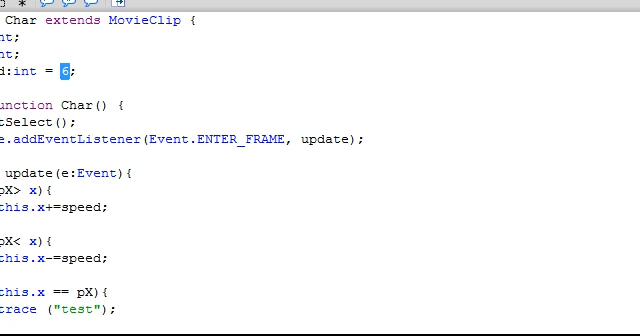 Char extends MovieClip {
nt;
nt;
d:int = 6;
unction Char() {
tSelect();
e.addEventListener(Event.ENTER_FRAME, update);
update(e:Event){
pX> x){
this.x+=speed;
pX< x){
this.x-=speed;
this.x == pX){
trace ("test");